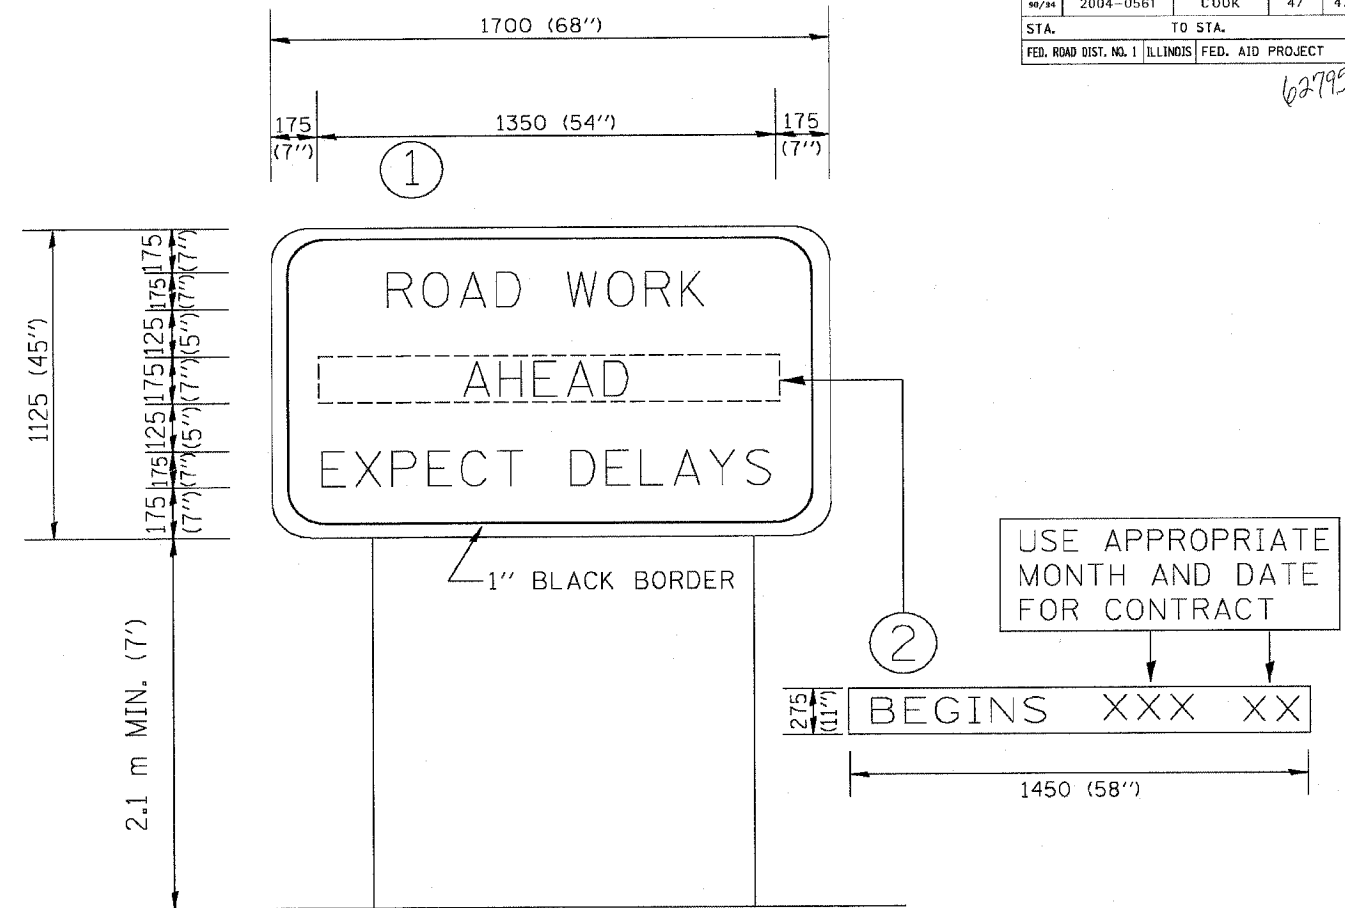 90/94 2004-0561 COOK 47
STA. TO STA.
FED. ROAD DIST. NO. 1 ILLINOIS FED. AID PROJECT
62795
1700 (68'')
175 (7'')
1350 (54'')
175 (7'')
1
1125 (45'')
175 (7'')
175 (7'')
125 (5'')
175 (7'')
125 (5'')
175 (7'')
175 (7'')
ROAD WORK
AHEAD
EXPECT DELAYS
1'' BLACK BORDER
2.1 m MIN. (7')
USE APPROPRIATE
MONTH AND DATE
FOR CONTRACT
2
275 (11'')
BEGINS XXX XX
1450 (58'')